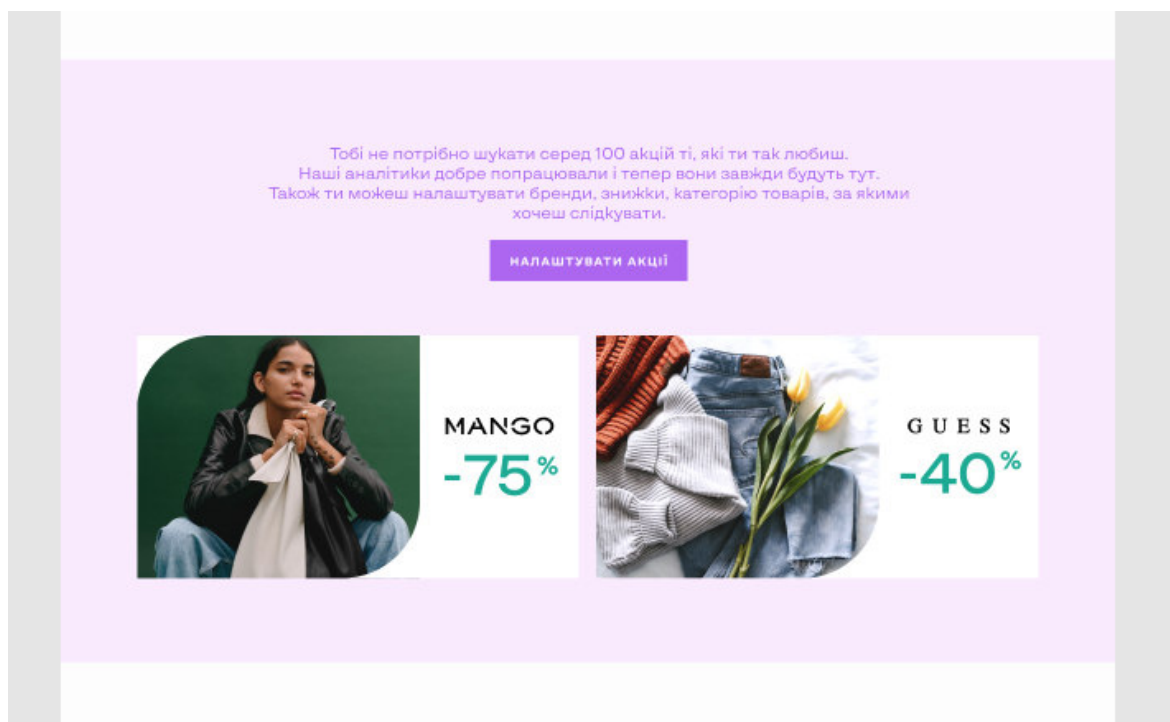 Тобі не потрібно шукати серед 100 акцій ті, які ти так любиш.
Наші аналітики добре попрацювали і тепер вони завжди будуть тут.
Також ти можеш налаштувати бренди, знижки, категорію товарів, за якими
хочеш слідкувати.
НАЛАШТУВАТИ АКЦІЇ
MANGO
-75%
GUESS
-40%